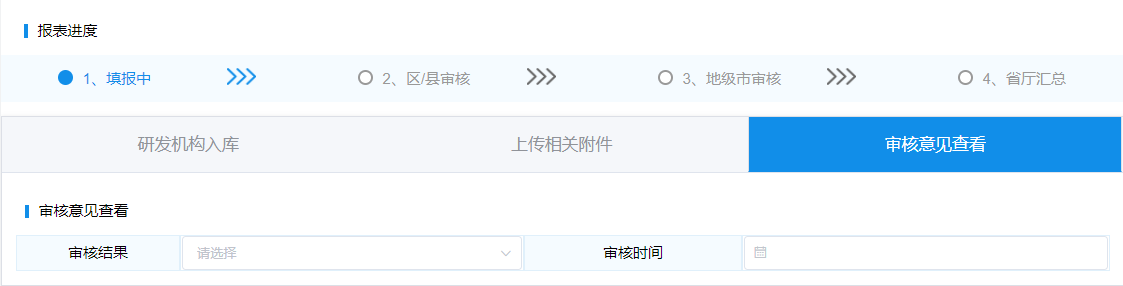 报表进度
1、填报中 2、区/县审核 3、地级市审核 4、省厅汇总
研发机构入库 上传相关附件 审核意见查看
审核意见查看
审核结果 请选择 审核时间